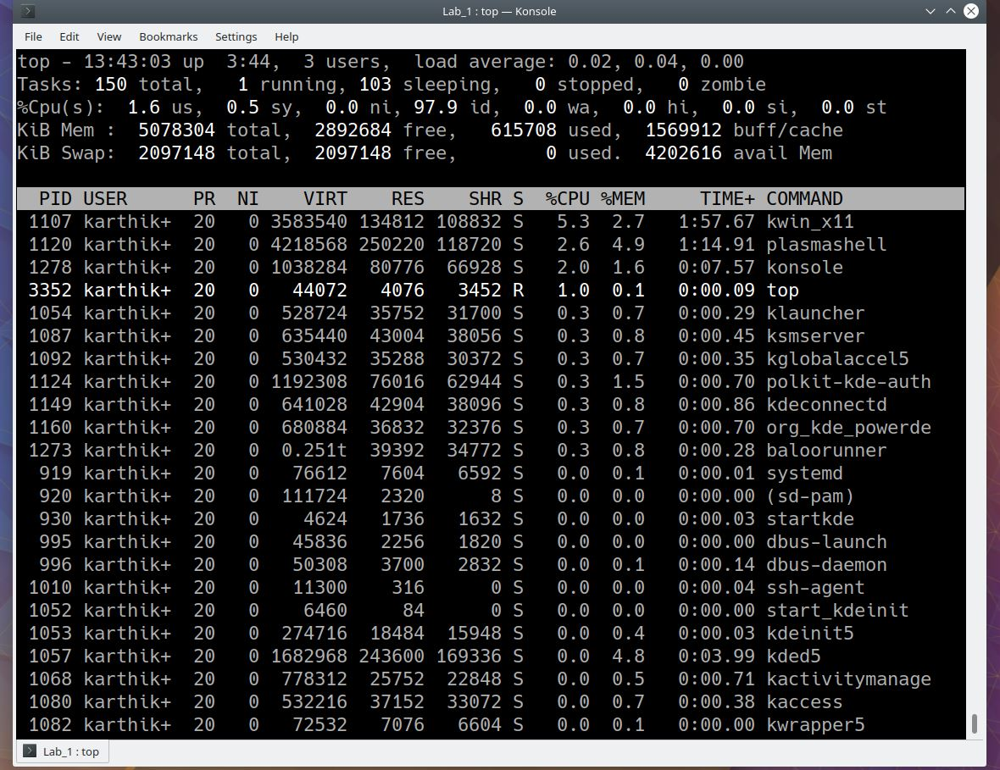 Lab_1 : top — Konsole
File Edit View Bookmarks Settings Help
top - 13:43:03 up  3:44,  3 users,  load average: 0.02, 0.04, 0.00
Tasks: 150 total,   1 running, 103 sleeping,   0 stopped,   0 zombie
%Cpu(s):  1.6 us,  0.5 sy,  0.0 ni, 97.9 id,  0.0 wa,  0.0 hi,  0.0 si,  0.0 st
KiB Mem :  5078304 total,  2892684 free,   615708 used,  1569912 buff/cache
KiB Swap:  2097148 total,  2097148 free,        0 used.  4202616 avail Mem
  PID USER      PR  NI    VIRT    RES    SHR S  %CPU %MEM     TIME+ COMMAND
 1107 karthik+  20   0 3583540 134812 108832 S   5.3  2.7   1:57.67 kwin_x11
 1120 karthik+  20   0 4218568 250220 118720 S   2.6  4.9   1:14.91 plasmashell
 1278 karthik+  20   0 1038284  80776  66928 S   2.0  1.6   0:07.57 konsole
 3352 karthik+  20   0   44072   4076   3452 R   1.0  0.1   0:00.09 top
 1054 karthik+  20   0  528724  35752  31700 S   0.3  0.7   0:00.29 klauncher
 1087 karthik+  20   0  635440  43004  38056 S   0.3  0.8   0:00.45 ksmserver
 1092 karthik+  20   0  530432  35288  30372 S   0.3  0.7   0:00.35 kglobalaccel5
 1124 karthik+  20   0 1192308  76016  62944 S   0.3  1.5   0:00.70 polkit-kde-auth
 1149 karthik+  20   0  641028  42904  38096 S   0.3  0.8   0:00.86 kdeconnectd
 1160 karthik+  20   0  680884  36832  32376 S   0.3  0.7   0:00.70 org_kde_powerde
 1273 karthik+  20   0  0.251t  39392  34772 S   0.3  0.8   0:00.28 baloorunner
  919 karthik+  20   0   76612   7604   6592 S   0.0  0.1   0:00.01 systemd
  920 karthik+  20   0  111724   2320      8 S   0.0  0.0   0:00.00 (sd-pam)
  930 karthik+  20   0    4624   1736   1632 S   0.0  0.0   0:00.03 startkde
  995 karthik+  20   0   45836   2256   1820 S   0.0  0.0   0:00.00 dbus-launch
  996 karthik+  20   0   50308   3700   2832 S   0.0  0.1   0:00.14 dbus-daemon
 1010 karthik+  20   0   11300    316      0 S   0.0  0.0   0:00.04 ssh-agent
 1052 karthik+  20   0    6460     84      0 S   0.0  0.0   0:00.00 start_kdeinit
 1053 karthik+  20   0  274716  18484  15948 S   0.0  0.4   0:00.03 kdeinit5
 1057 karthik+  20   0 1682968 243600 169336 S   0.0  4.8   0:03.99 kded5
 1068 karthik+  20   0  778312  25752  22848 S   0.0  0.5   0:00.71 kactivitymanage
 1080 karthik+  20   0  532216  37152  33072 S   0.0  0.7   0:00.38 kaccess
 1082 karthik+  20   0   72532   7076   6604 S   0.0  0.1   0:00.00 kwrapper5
Lab_1 : top